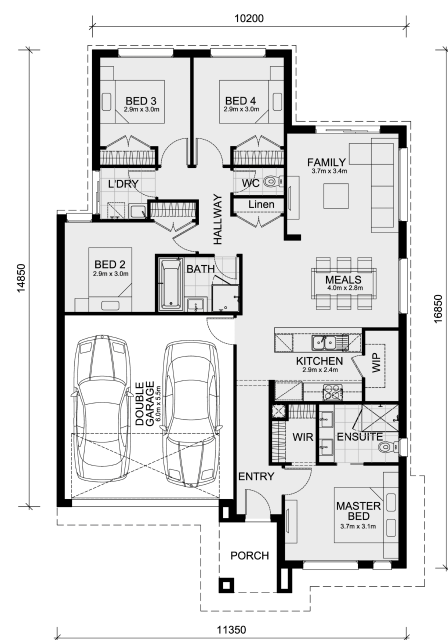 10200
BED 3
2.9m x 3.0m
BED 4
2.9m x 3.0m
FAMILY
3.7m x 3.4m
L'DRY
WC
Linen
HALLWAY
BED 2
2.9m x 3.0m
BATH
MEALS
4.0m x 2.8m
14850
16850
KITCHEN
2.9m x 2.4m
WIP
DOUBLE
GARAGE
6.0m x 5.5m
WIR
ENSUITE
ENTRY
MASTER
BED
3.7m x 3.1m
PORCH
11350